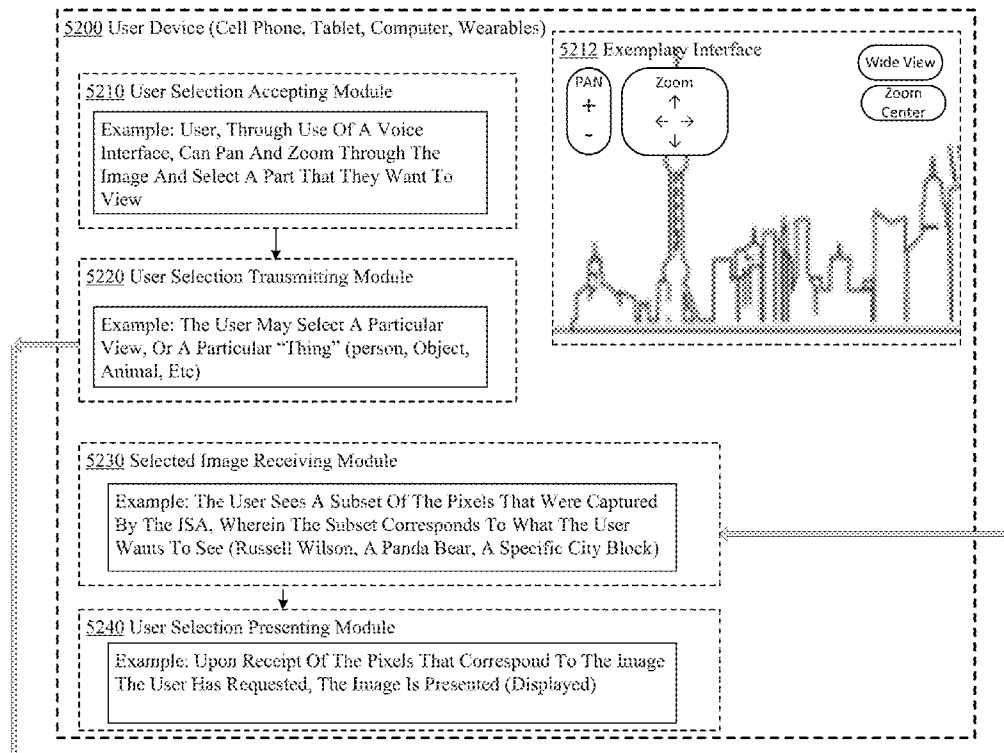 5200 User Device (Cell Phone, Tablet, Computer, Wearables)
5210 User Selection Accepting Module
Example: User, Through Use Of A Voice
Interface, Can Pan And Zoom Through The
Image And Select A Part That They Want To
View
5220 User Selection Transmitting Module
Example: The User May Select A Particular
View, Or A Particular “Thing” (person, Object,
Animal, Etc)
5212 Exemplary Interface
PAN
+
-
Zoom
↑
← →
↓
Wide View
Zoom
Center
5230 Selected Image Receiving Module
Example: The User Sees A Subset Of The Pixels That Were Captured
By The ISA, Wherein The Subset Corresponds To What The User
Wants To See (Russell Wilson, A Panda Bear, A Specific City Block)
5240 User Selection Presenting Module
Example: Upon Receipt Of The Pixels That Correspond To The Image
The User Has Requested, The Image Is Presented (Displayed)